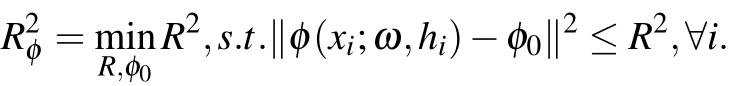 R_ϕ^2 = min_{R,ϕ_0} R^2, s.t. ‖ϕ(x_i; ω, h_i) − ϕ_0‖^2 ≤ R^2, ∀i.